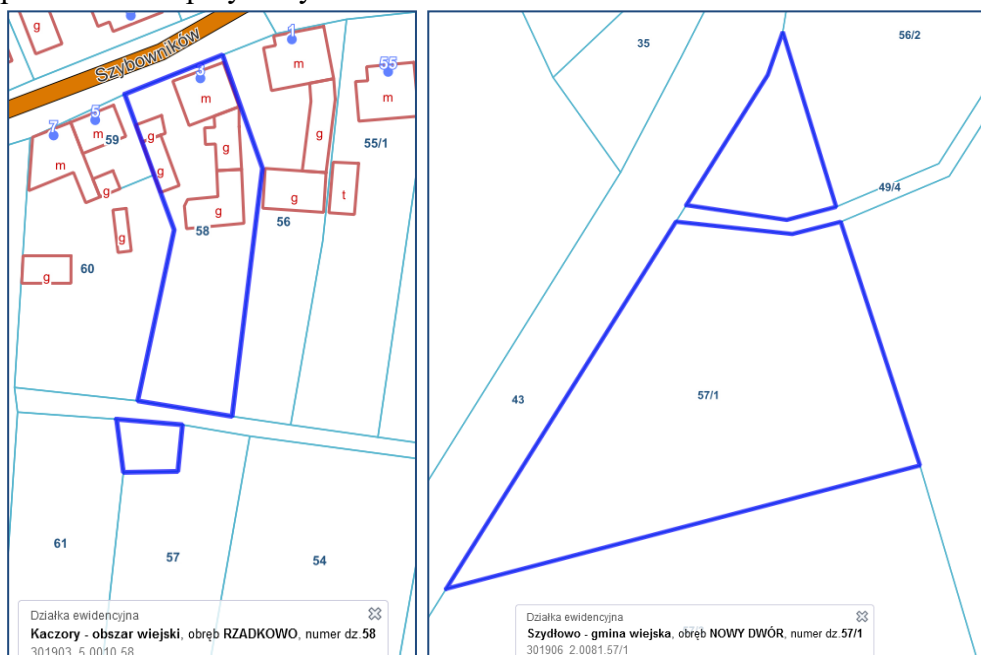 g
Szybowników
1
m
55
m
3
m
5
m
7
m
59
g
g
g
g
g
55/1
g
g
t
g
58
56
g
60
g
61
57
54
Działka ewidencyjna
Kaczory - obszar wiejski, obręb RZADKOWO, numer dz.58
301903_5.0010.58
35
56/2
49/4
43
57/1
Działka ewidencyjna
Szydłowo - gmina wiejska, obręb NOWY DWÓR, numer dz.57/1
301906_2.0081.57/1